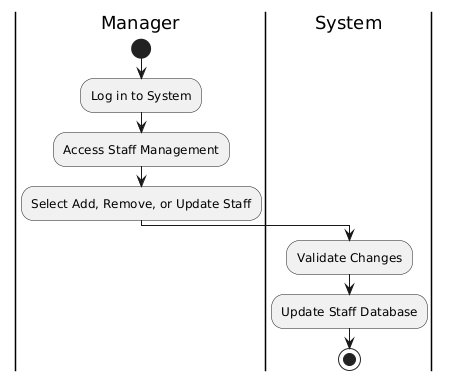 Manager
System
Log in to System
Access Staff Management
Select Add, Remove, or Update Staff
Validate Changes
Update Staff Database